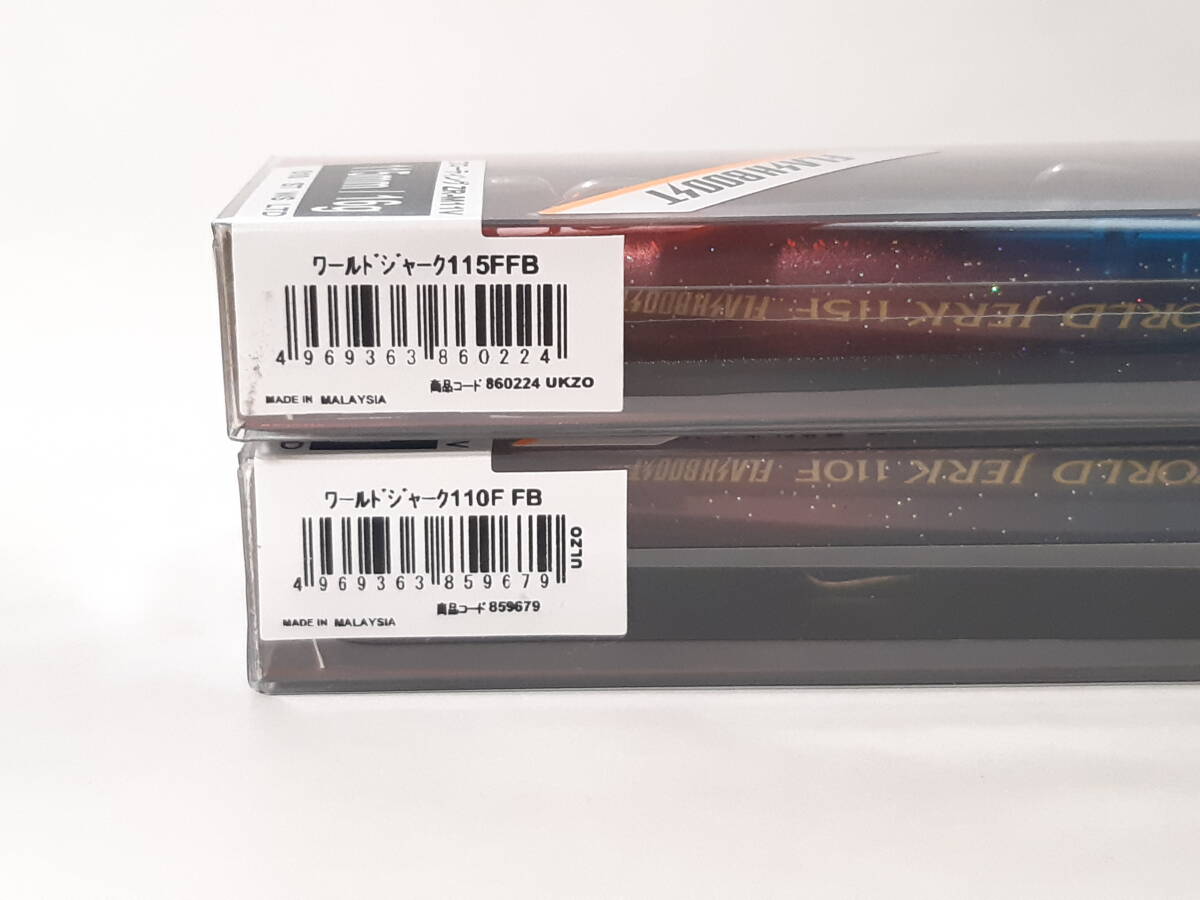 115mm/46g
FLASHBOOST
ワールドジャーク115FFB
4969363860224
商品コード 860224 UKZO
MADE IN MALAYSIA
WORLD JERK 115F FLASHBOOST
ワールドジャーク110F FB
4969363859679
ULZO
商品コード 859679
MADE IN MALAYSIA
WORLD JERK 110F FLASHBOOST